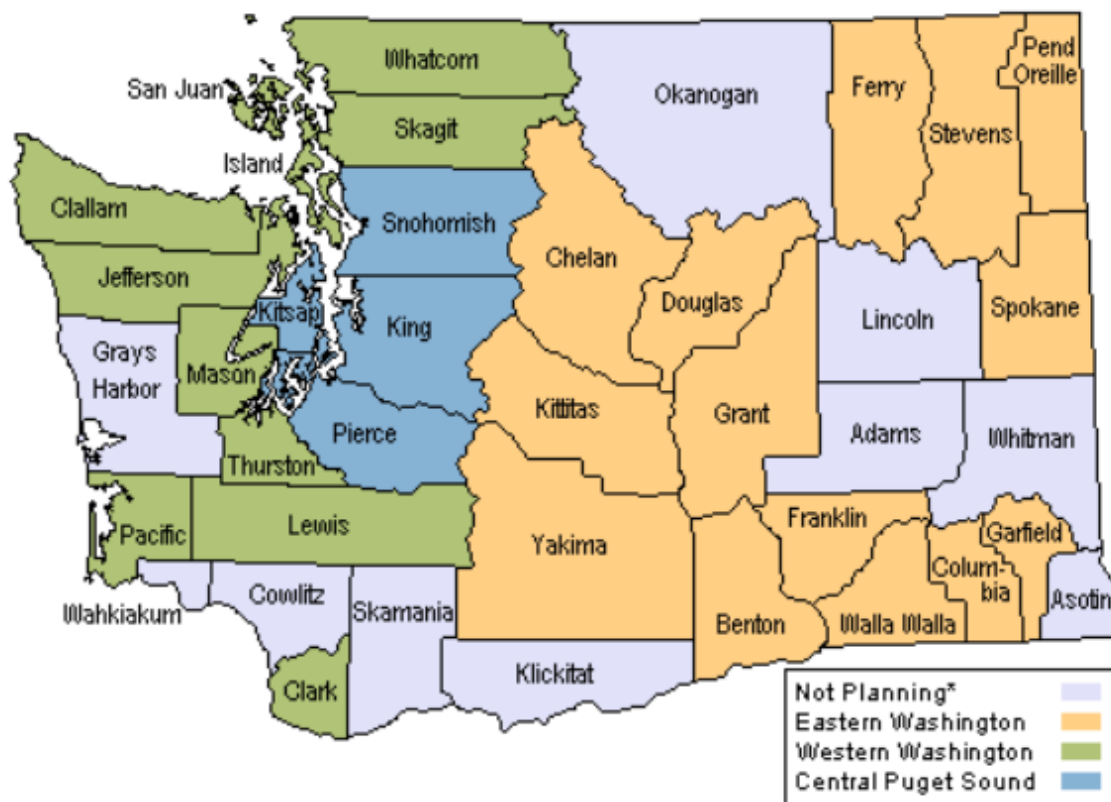 Whatcom
San Juan
Skagit
Island
Okanogan
Ferry
Pend
Oreille
Stevens
Clallam
Snohomish
Jefferson
Chelan
Douglas
Kitsap
King
Lincoln
Spokane
Grays
Harbor
Mason
Kittitas
Grant
Adams
Whitman
Pierce
Thurston
Lewis
Pacific
Yakima
Franklin
Garfield
Colum-
bia
Wahkiakum
Cowlitz
Skamania
Benton
Walla Walla
Asotin
Klickitat
Clark
Not Planning*
Eastern Washington
Western Washington
Central Puget Sound